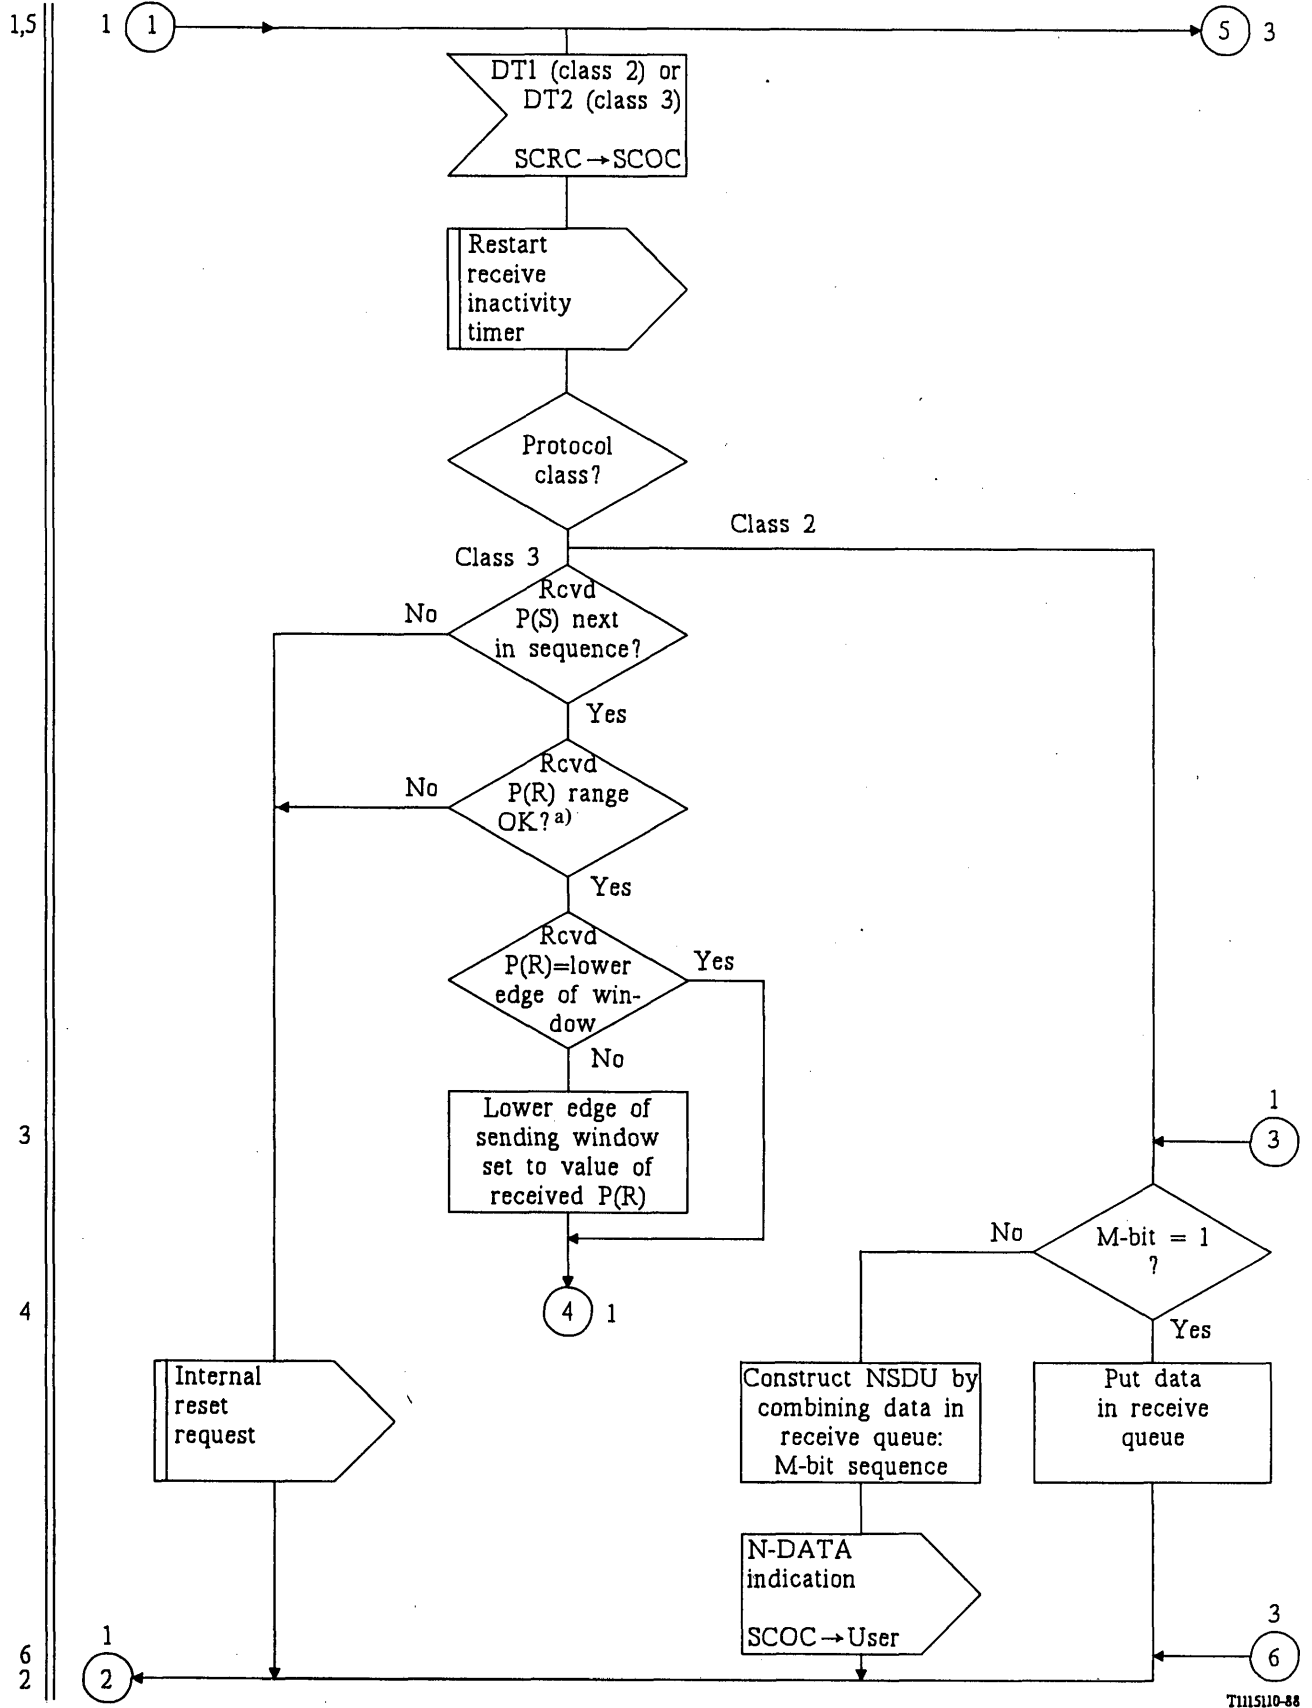 1,5
1
1
5
3
DT1 (class 2) or
DT2 (class 3)
SCRC→SCOC
Restart
receive
inactivity
timer
Protocol
class?
Class 2
Class 3
Rcvd
P(S) next
in sequence?
No
Yes
Rcvd
P(R) range
OK? a)
No
Yes
Rcvd
P(R)=lower
edge of win-
dow
Yes
No
Lower edge of
sending window
set to value of
received P(R)
3
1
3
M-bit = 1
?
No
Yes
4
4
1
Internal
reset
request
Construct NSDU by
combining data in
receive queue:
M-bit sequence
Put data
in receive
queue
N-DATA
indication
SCOC→User
3
6
6
2
1
2
T1115110-88